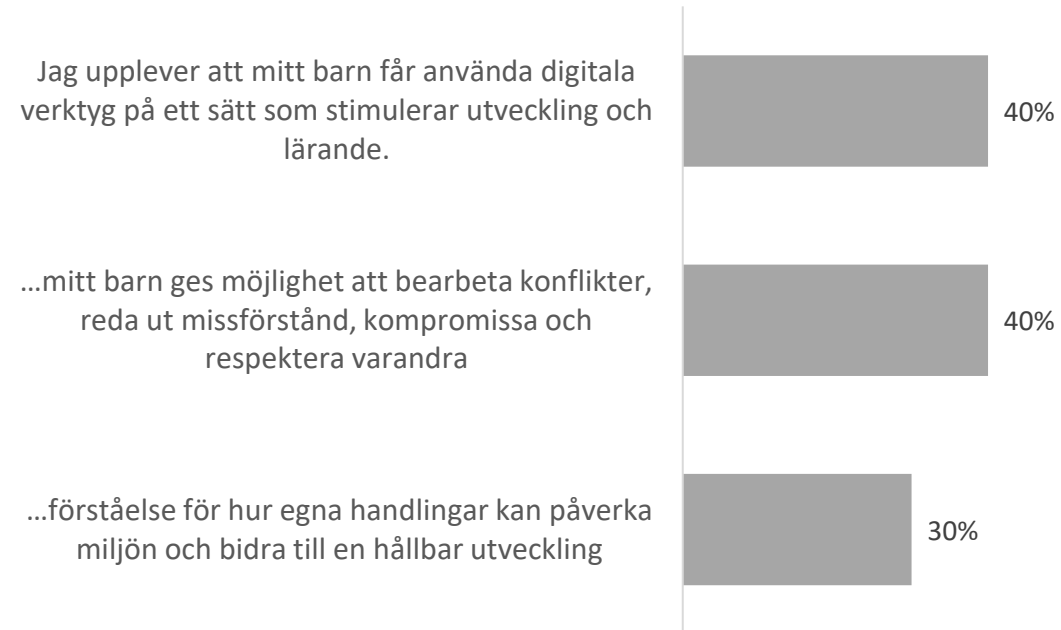 Jag upplever att mitt barn får använda digitala
verktyg på ett sätt som stimulerar utveckling och
lärande.
40%
...mitt barn ges möjlighet att bearbeta konflikter,
reda ut missförstånd, kompromissa och
respektera varandra
40%
...förståelse för hur egna handlingar kan påverka
miljön och bidra till en hållbar utveckling
30%